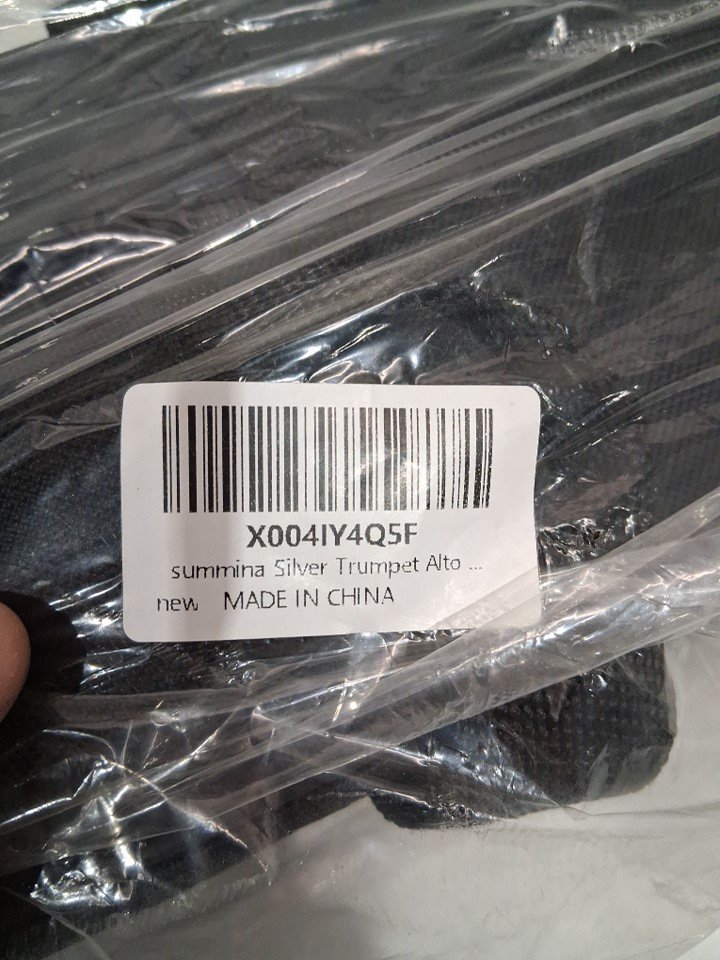 X004IY4Q5F
summina Silver Trumpet Alto ...
new MADE IN CHINA